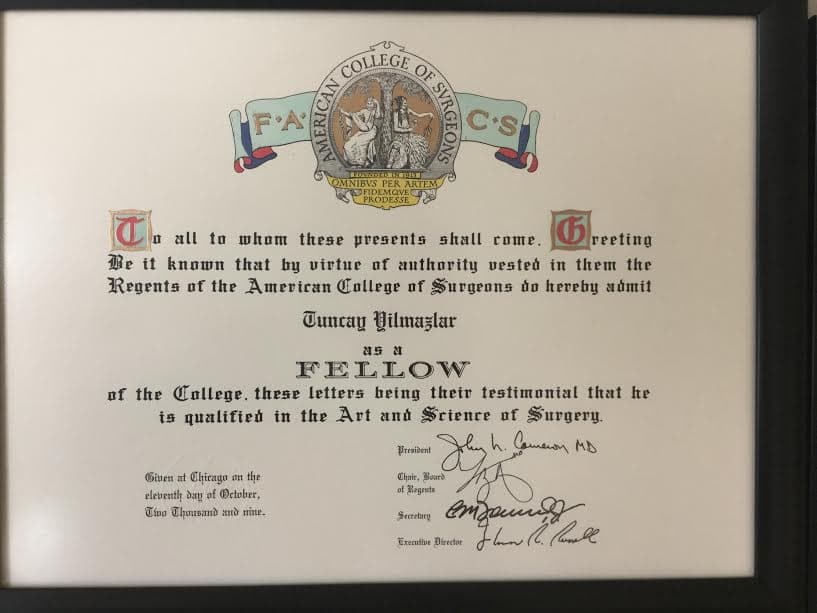 AMERICAN COLLEGE OF SVRGEONS
F·A· C·S·
FOUNDED IN 1913
OMNIBVS PER ARTEM
FIDEMQVE
PRODESSE
To all to whom these presents shall come, Greeting
Be it known that by virtue of authority vested in them the
Regents of the American College of Surgeons do hereby admit
Tuncay Yilmazlar
as a
FELLOW
of the College, these letters being their testimonial that he
is qualified in the Art and Science of Surgery.
Given at Chicago on the
eleventh day of October,
Two Thousand and nine.
President John L. Cameron MD
Chair, Board
of Regents
Secretary
Executive Director